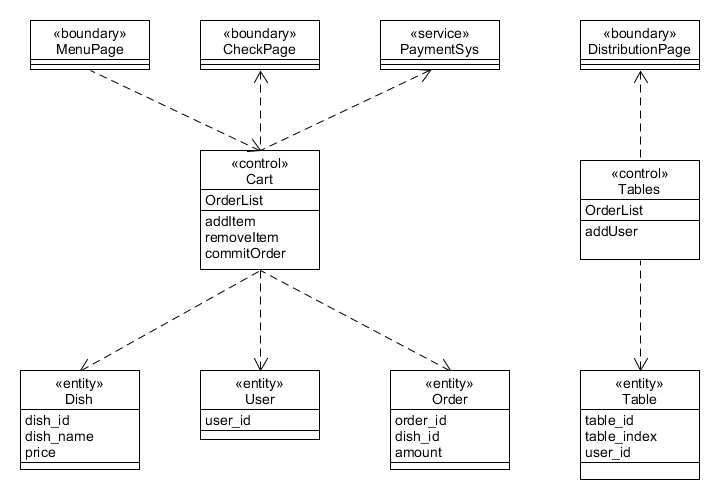 «boundary»
MenuPage
«boundary»
CheckPage
«service»
PaymentSys
«boundary»
DistributionPage
«control»
Cart
OrderList
addItem
removeItem
commitOrder
«control»
Tables
OrderList
addUser
«entity»
Dish
dish_id
dish_name
price
«entity»
User
user_id
«entity»
Order
order_id
dish_id
amount
«entity»
Table
table_id
table_index
user_id